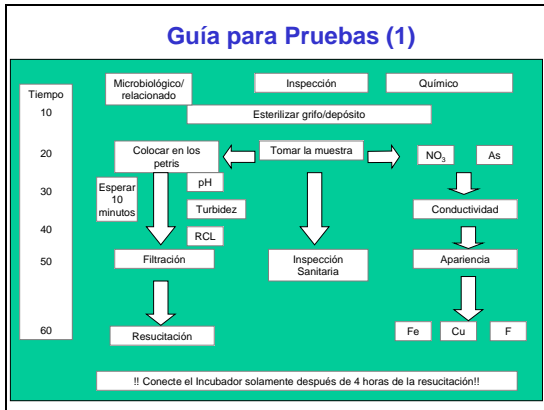 Guía para Pruebas (1)
Microbiológico/
relacionado
Inspección
Químico
Tiempo
10
Esterilizar grifo/depósito
20
Colocar en los
petris
Tomar la muestra
NO3
As
pH
30
Esperar
10
minutos
Turbidez
Conductividad
40
RCL
50
Filtración
Inspección
Sanitaria
Apariencia
60
Resucitación
Fe
Cu
F
!! Conecte el Incubador solamente después de 4 horas de la resucitación!!